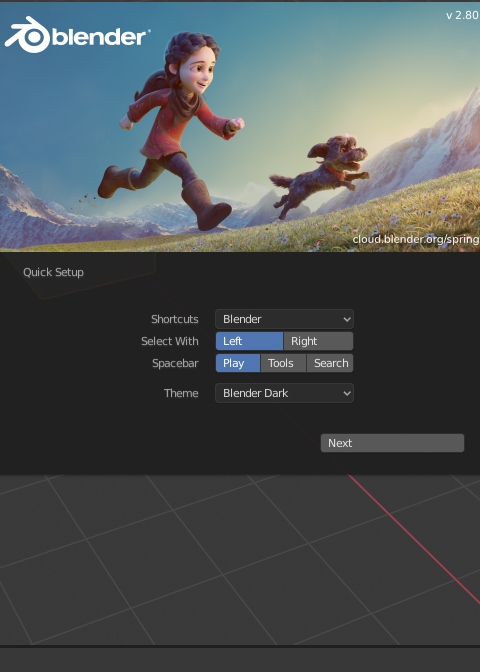 v 2.80
blender
cloud.blender.org/spring
Quick Setup
Shortcuts Blender
Select With Left Right
Spacebar Play Tools Search
Theme Blender Dark
Next